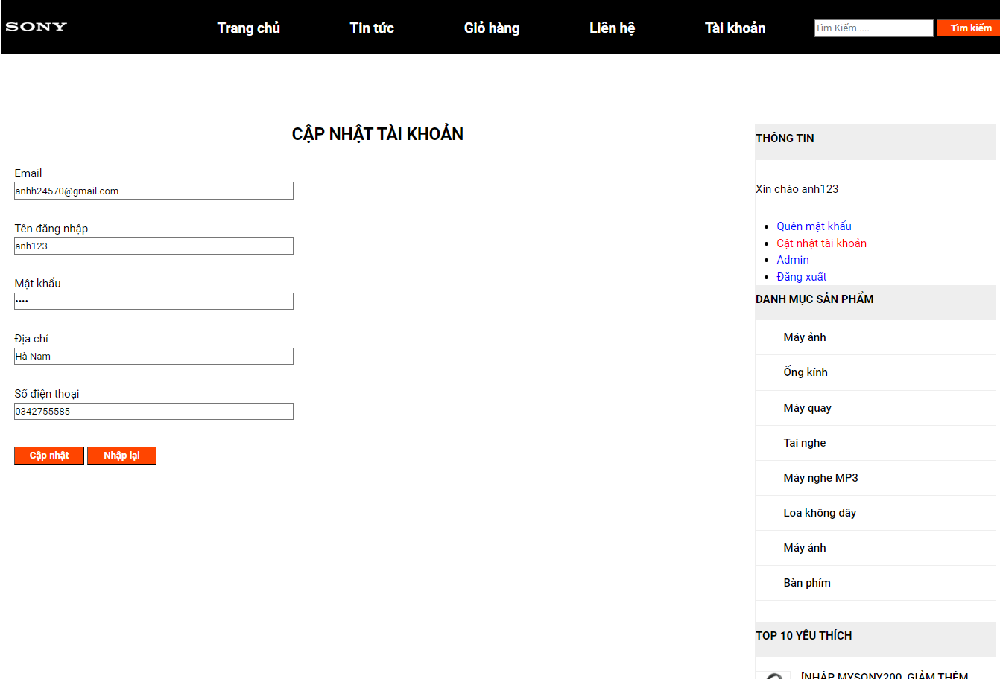 SONY
Trang chủ
Tin tức
Giỏ hàng
Liên hệ
Tài khoản
Tìm Kiếm.....
Tìm kiếm
CẬP NHẬT TÀI KHOẢN
Email
anhh24570@gmail.com
Tên đăng nhập
anh123
Mật khẩu
••••
Địa chỉ
Hà Nam
Số điện thoại
0342755585
Cập nhật
Nhập lại
THÔNG TIN
Xin chào anh123
Quên mật khẩu
Cật nhật tài khoản
Admin
Đăng xuất
DANH MỤC SẢN PHẨM
Máy ảnh
Ống kính
Máy quay
Tai nghe
Máy nghe MP3
Loa không dây
Máy ảnh
Bàn phím
TOP 10 YÊU THÍCH
[NHẬP MYSONY200, GIẢM THÊM